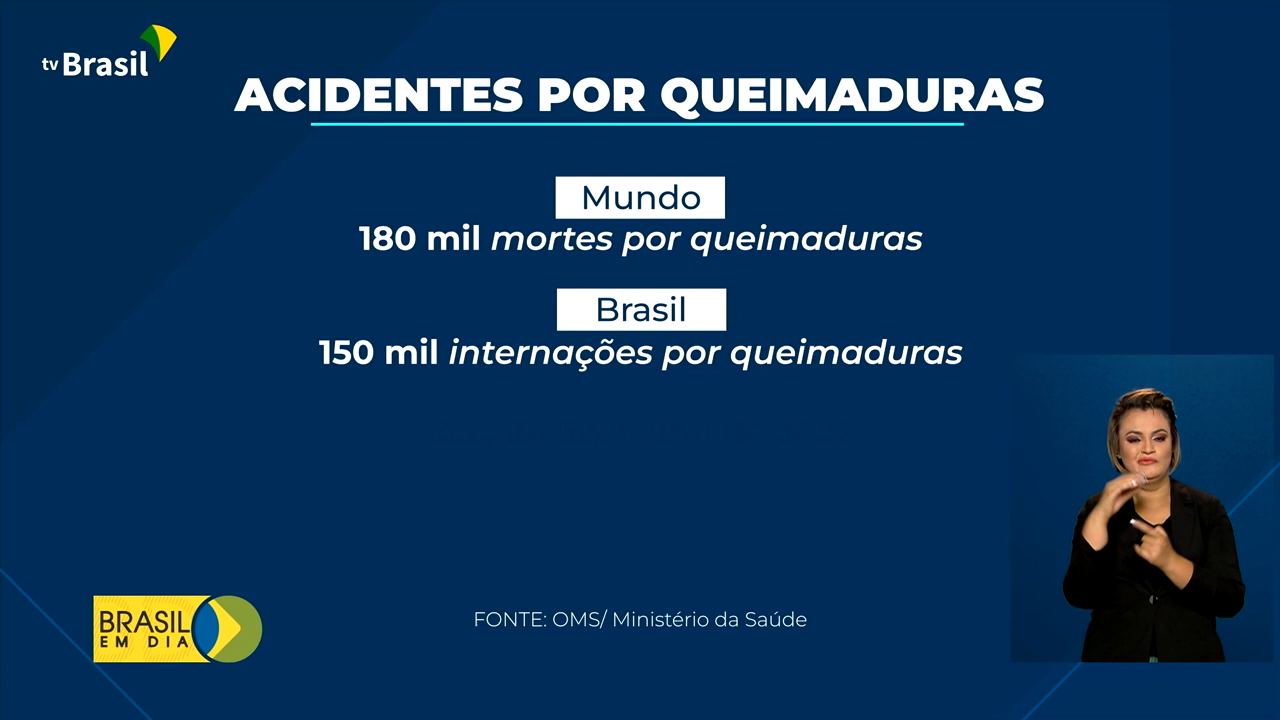 tv Brasil
ACIDENTES POR QUEIMADURAS
Mundo
180 mil mortes por queimaduras
Brasil
150 mil internações por queimaduras
FONTE: OMS/ Ministério da Saúde
BRASIL
EM DIA